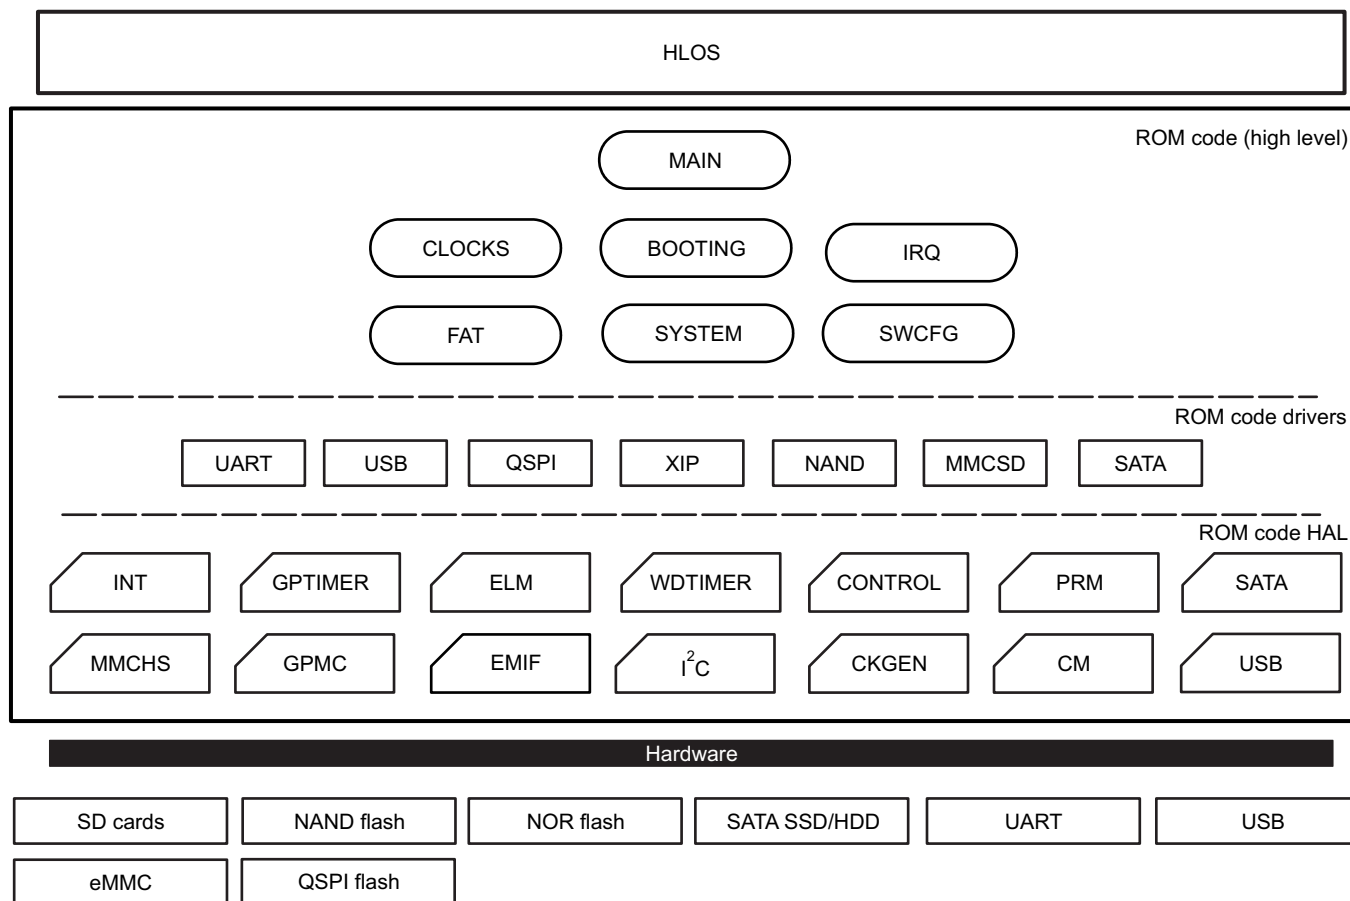 HLOS
ROM code (high level)
MAIN
CLOCKS BOOTING IRQ
FAT SYSTEM SWCFG
ROM code drivers
UART USB QSPI XIP NAND MMCSD SATA
ROM code HAL
INT GPTIMER ELM WDTIMER CONTROL PRM SATA
MMCHS GPMC EMIF I²C CKGEN CM USB
Hardware
SD cards NAND flash NOR flash SATA SSD/HDD UART USB
eMMC QSPI flash